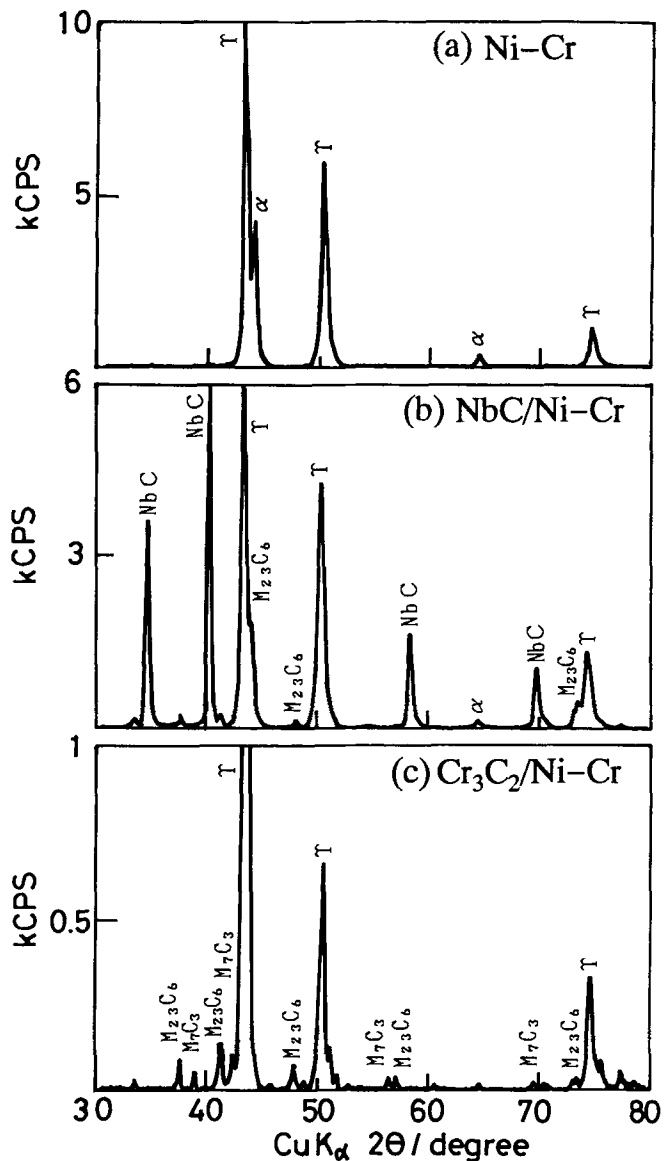 10
(a) Ni–Cr
γ
γ
5
α
kCPS
α
γ
6
(b) NbC/Ni–Cr
NbC
γ
γ
NbC
3
M₂₃C₆
kCPS
NbC
NbC
M₂₃C₆
γ
M₂₃C₆
α
1
(c) Cr₃C₂/Ni–Cr
γ
γ
0.5
kCPS
M₇C₃
γ
M₂₃C₆
M₇C₃
M₂₃C₆
M₂₃C₆
M₇C₃
M₂₃C₆
M₇C₃
M₂₃C₆
30 40 50 60 70 80
CuKα 2θ / degree